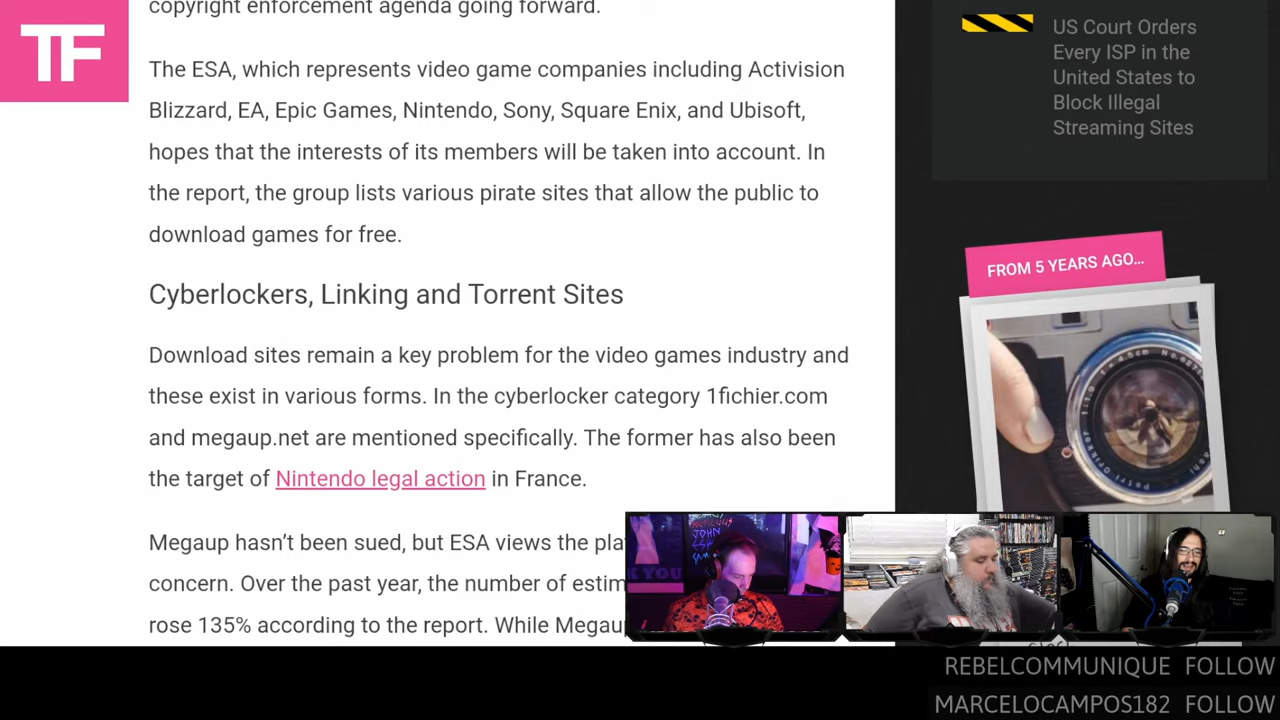 TF
copyright enforcement agenda going forward.
The ESA, which represents video game companies including Activision
Blizzard, EA, Epic Games, Nintendo, Sony, Square Enix, and Ubisoft,
hopes that the interests of its members will be taken into account. In
the report, the group lists various pirate sites that allow the public to
download games for free.
Cyberlockers, Linking and Torrent Sites
Download sites remain a key problem for the video games industry and
these exist in various forms. In the cyberlocker category 1fichier.com
and megaup.net are mentioned specifically. The former has also been
the target of Nintendo legal action in France.
Megaup hasn’t been sued, but ESA views the pla
concern. Over the past year, the number of estim
rose 135% according to the report. While Megau
US Court Orders
Every ISP in the
United States to
Block Illegal
Streaming Sites
FROM 5 YEARS AGO…
JOHN
K YOU
REBELCOMMUNIQUE FOLLOW
MARCELOCAMPOS182 FOLLOW